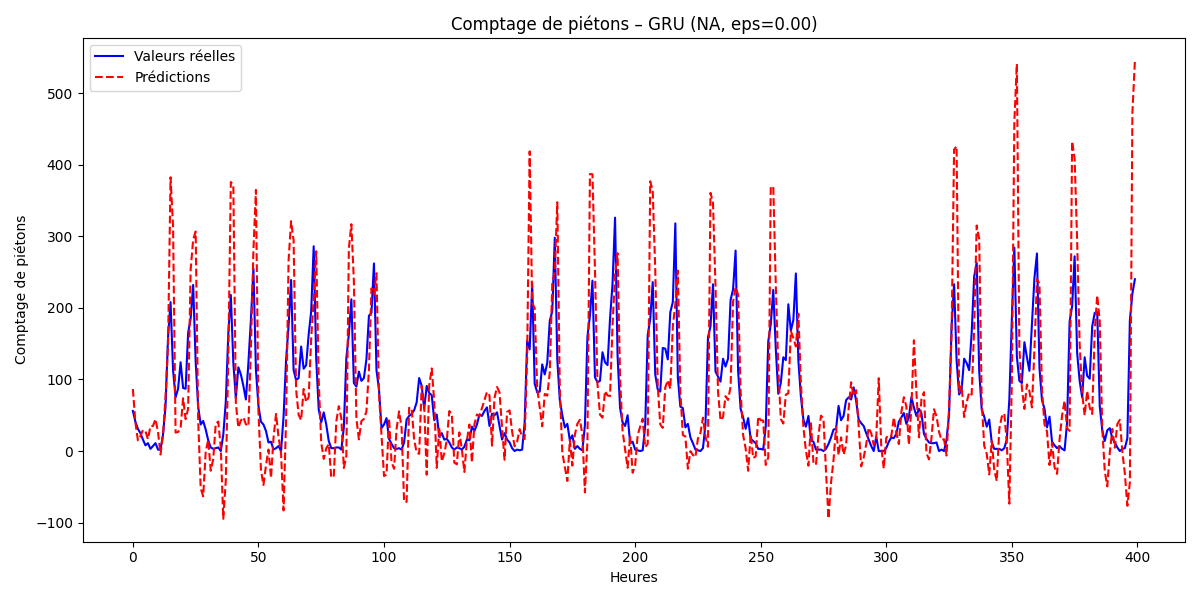 Comptage de piétons – GRU (NA, eps=0.00)
Valeurs réelles
Prédictions
Comptage de piétons
500
400
300
200
100
0
−100
0 50 100 150 200 250 300 350 400
Heures